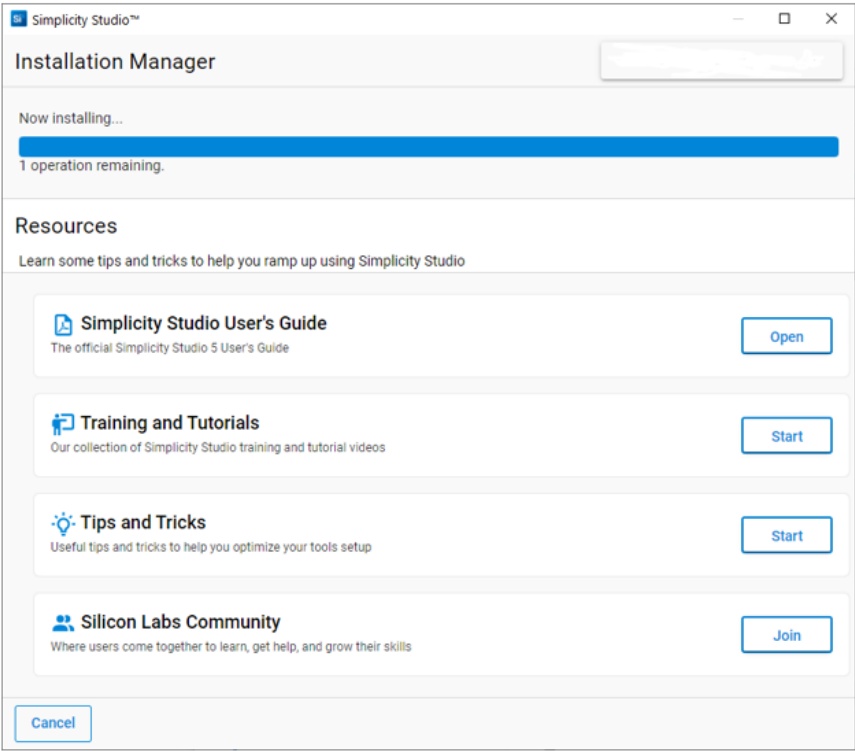 Si Simplicity Studio™
Installation Manager
Now installing...
1 operation remaining.
Resources
Learn some tips and tricks to help you ramp up using Simplicity Studio
Simplicity Studio User's Guide
The official Simplicity Studio 5 User's Guide
Open
Training and Tutorials
Our collection of Simplicity Studio training and tutorial videos
Start
Tips and Tricks
Useful tips and tricks to help you optimize your tools setup
Start
Silicon Labs Community
Where users come together to learn, get help, and grow their skills
Join
Cancel